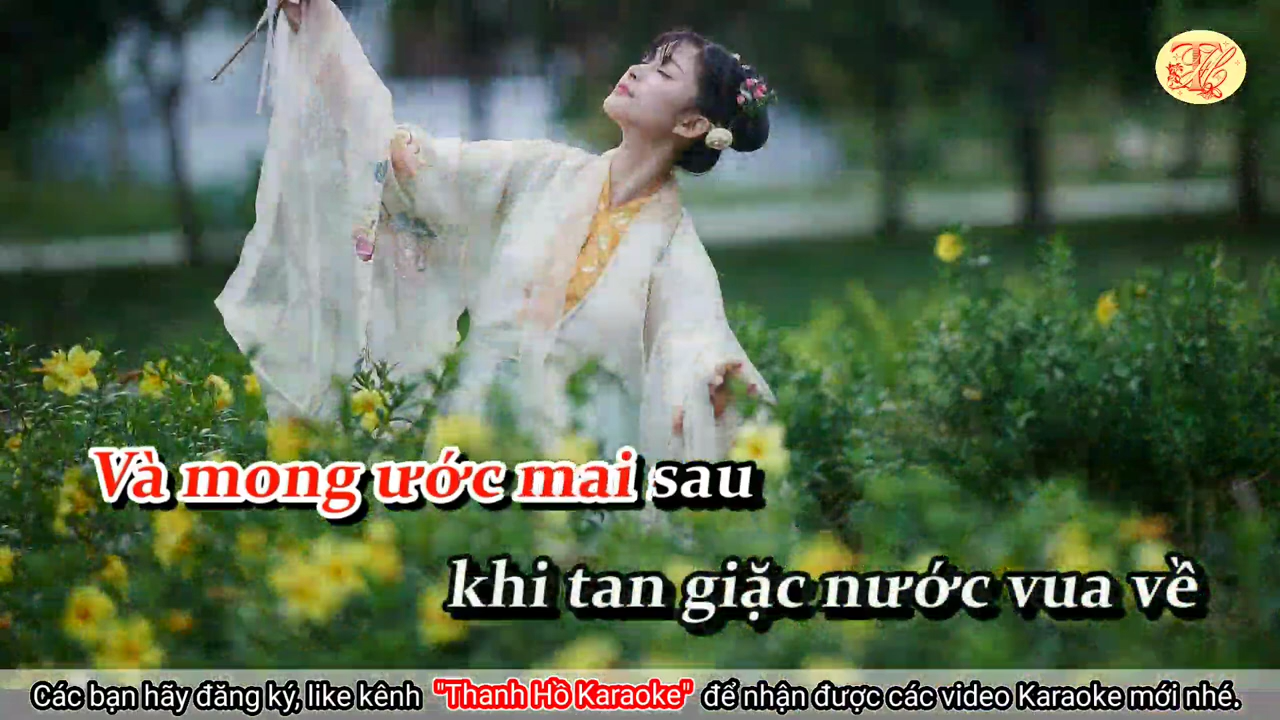 Và mong ước mai sau
khi tan giặc nước vua về
Các bạn hãy đăng ký, like kênh "Thanh Hồ Karaoke" để nhận được các video Karaoke mới nhé.